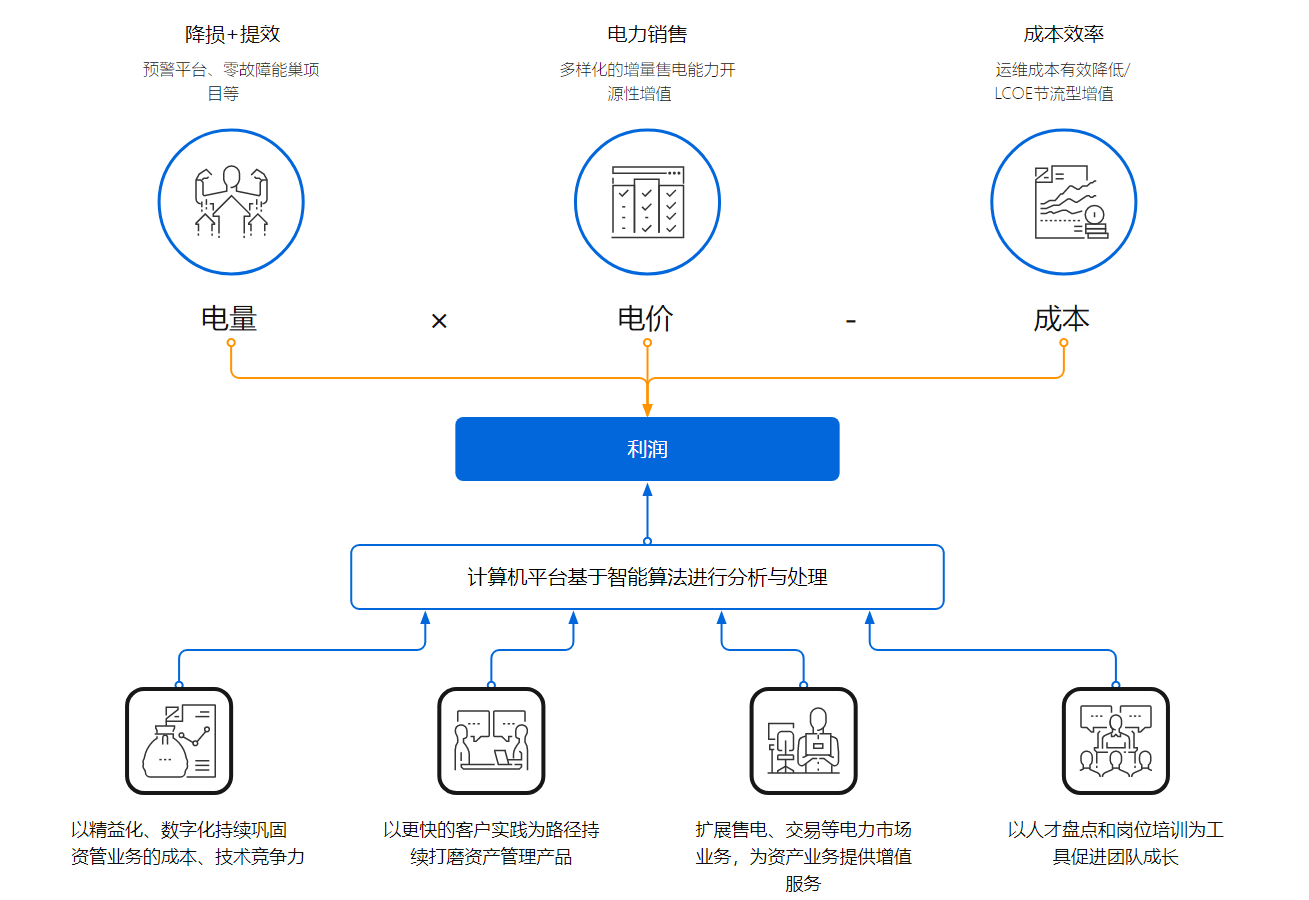 降损+提效
电力销售
成本效率
预警平台、零故障能巢项
目等
多样化的增量售电能力开
源性增值
运维成本有效降低/
LCOE节流型增值
电量
×
电价
-
成本
利润
计算机平台基于智能算法进行分析与处理
以精益化、数字化持续巩固
资管业务的成本、技术竞争力
以更快的客户实践为路径持
续打磨资产管理产品
扩展售电、交易等电力市场
业务，为资产业务提供增值
服务
以人才盘点和岗位培训为工
具促进团队成长